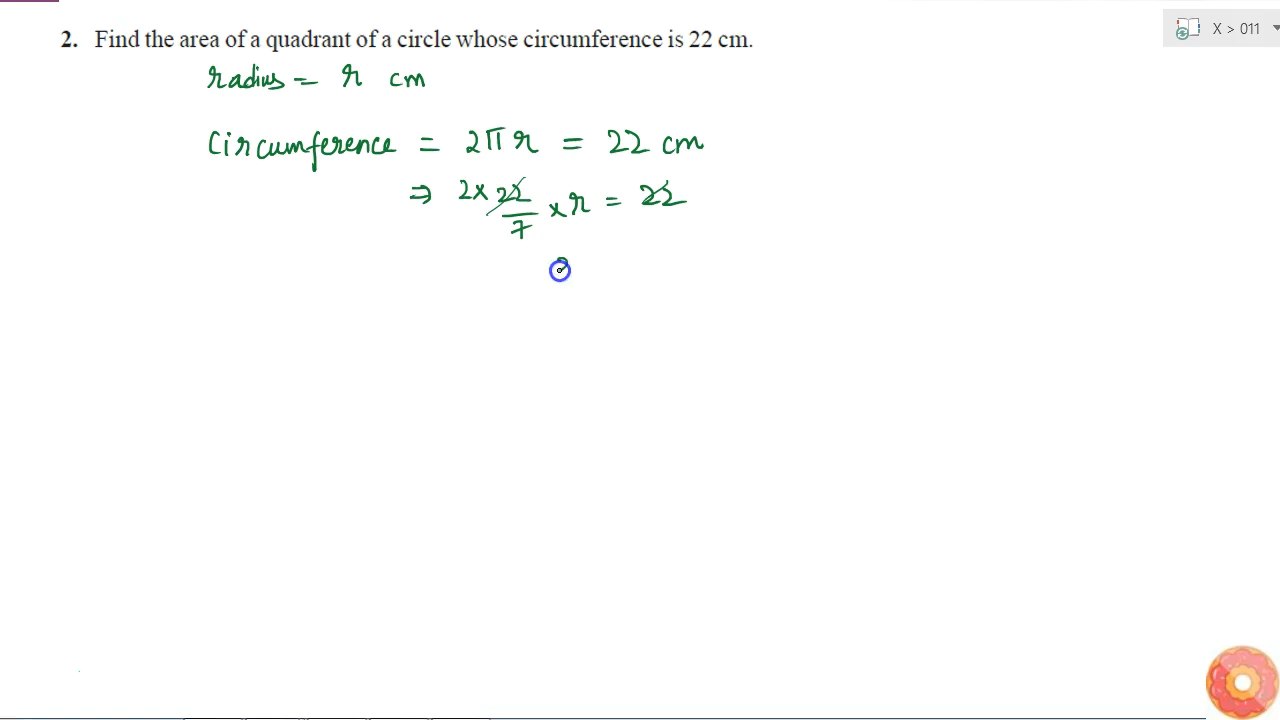 X > 011
2. Find the area of a quadrant of a circle whose circumference is 22 cm.
radius = r cm
Circumference = 2πr = 22 cm
⇒ 2 × 22/7 × r = 22